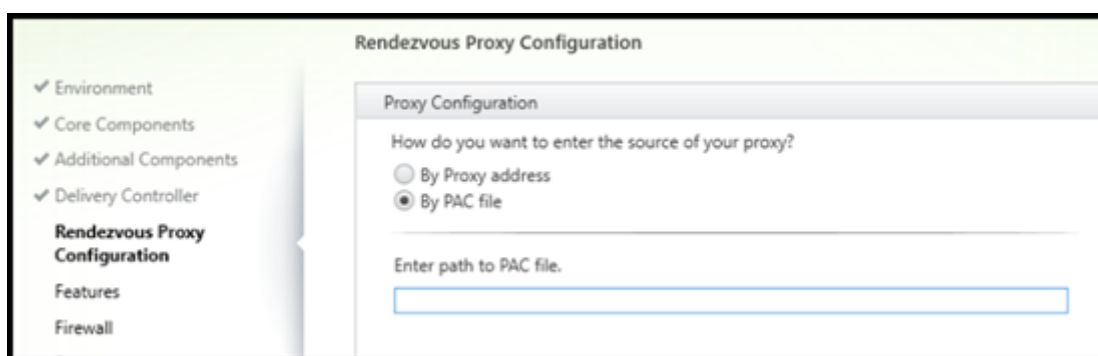 Rendezvous Proxy Configuration
Environment
Core Components
Additional Components
Delivery Controller
Rendezvous Proxy
Configuration
Features
Firewall
Proxy Configuration
How do you want to enter the source of your proxy?
By Proxy address
By PAC file
Enter path to PAC file.